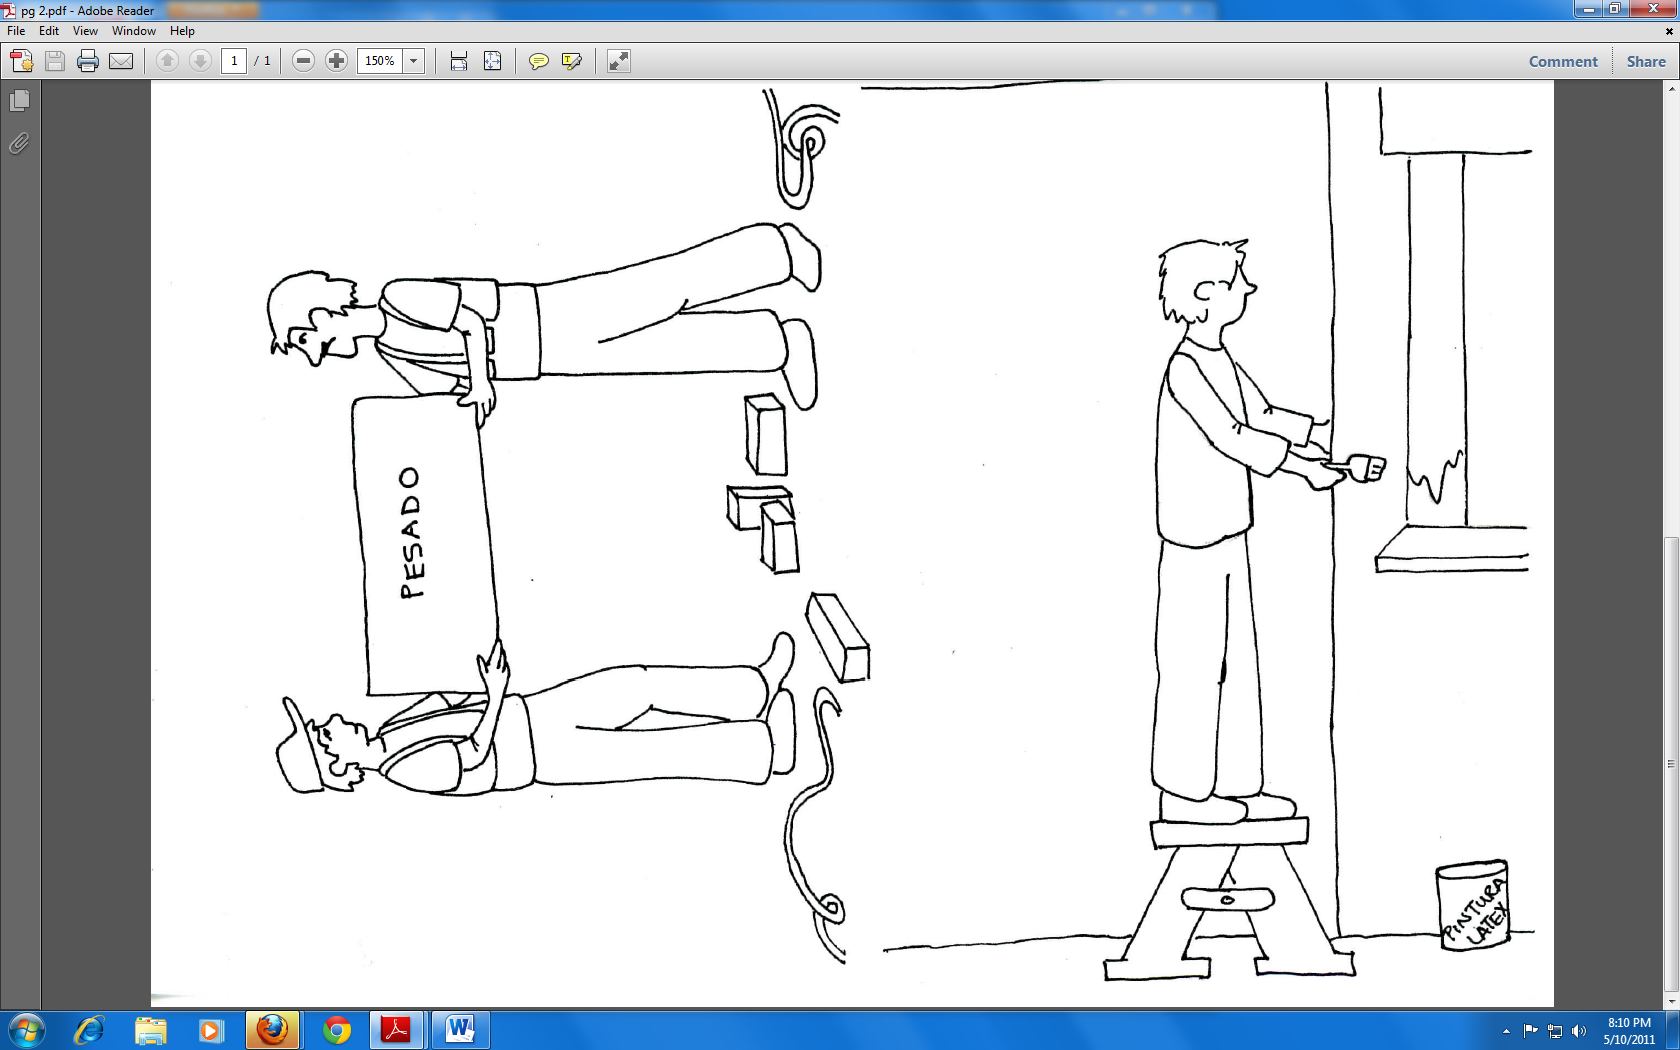 pg 2.pdf - Adobe Reader
File Edit View Window Help
1 / 1 150% Comment Share
PESADO
PINTURA
LATEX
8:10 PM
5/10/2011